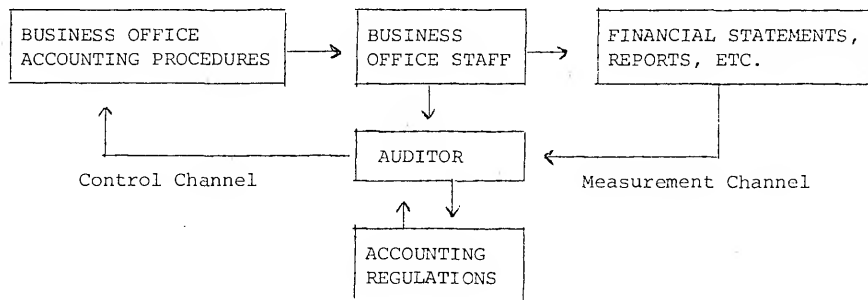 BUSINESS OFFICE
ACCOUNTING PROCEDURES
BUSINESS
OFFICE STAFF
FINANCIAL STATEMENTS,
REPORTS, ETC.
AUDITOR
Control Channel
Measurement Channel
ACCOUNTING
REGULATIONS